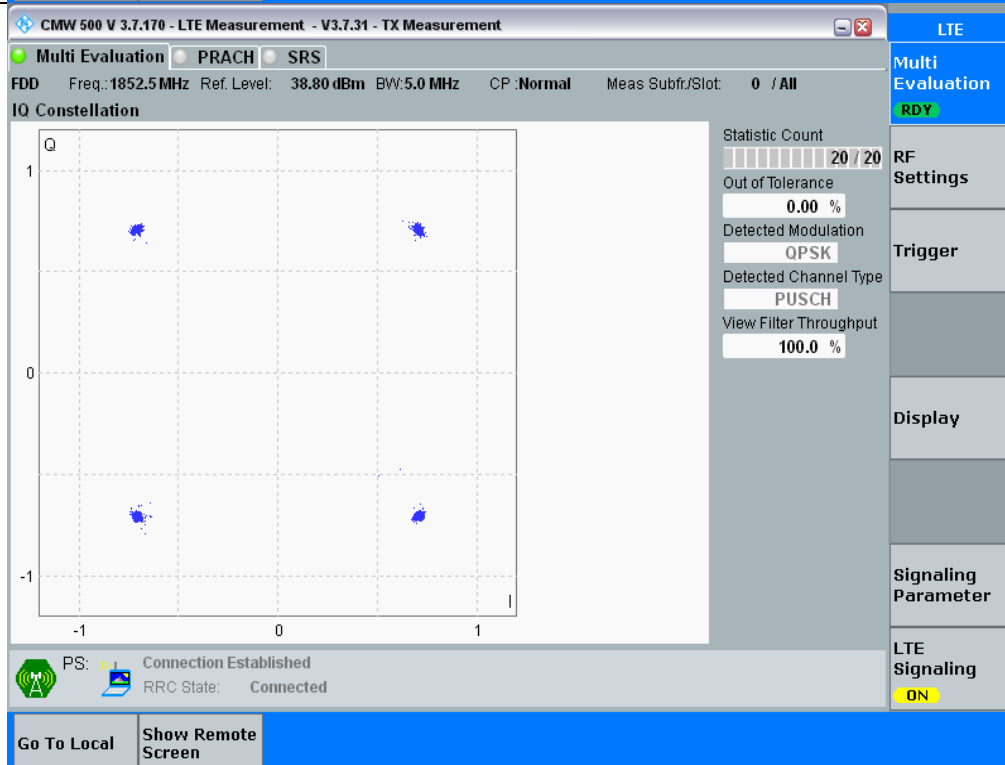 CMW 500 V 3.7.170 - LTE Measurement - V3.7.31 - TX Measurement
LTE
Multi Evaluation PRACH SRS
FDD Freq.:1852.5 MHz Ref. Level: 38.80 dBm BW:5.0 MHz CP :Normal Meas Subfr./Slot: 0 / All
IQ Constellation
Q
1
0
-1
I
-1 0 1
Statistic Count
20 / 20
Out of Tolerance
0.00 %
Detected Modulation
QPSK
Detected Channel Type
PUSCH
View Filter Throughput
100.0 %
Multi
Evaluation
RDY
RF
Settings
Trigger
Display
Signaling
Parameter
LTE
Signaling
ON
PS: Connection Established
RRC State: Connected
Go To Local
Show Remote
Screen